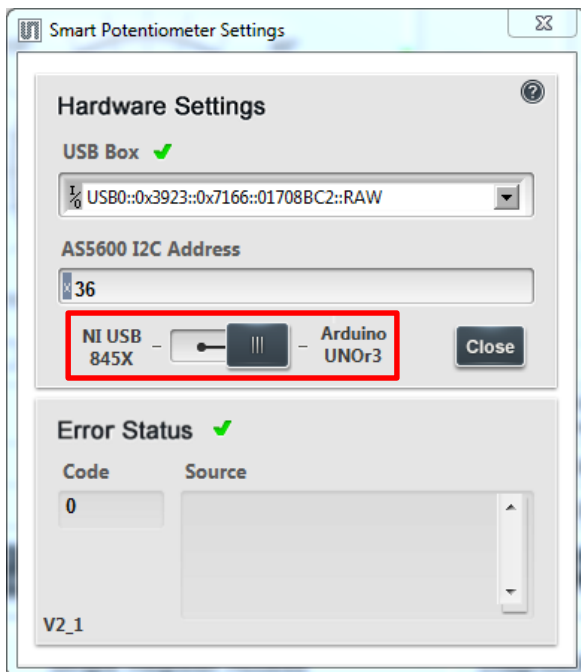 Smart Potentiometer Settings
Hardware Settings
USB Box
I/0 USB0::0x3923::0x7166::01708BC2::RAW
AS5600 I2C Address
x 36
NI USB
845X
Arduino
UNOr3
Close
Error Status
Code
Source
0
V2_1